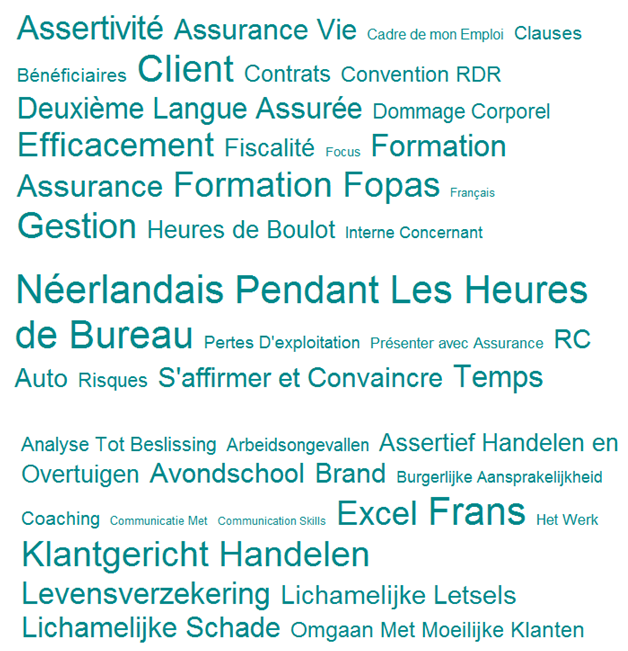 Assertivité Assurance Vie Cadre de mon Emploi Clauses
Bénéficiaires Client Contrats Convention RDR
Deuxième Langue Assurée Dommage Corporel
Efficacement Fiscalité Focus Formation
Assurance Formation Fopas Français
Gestion Heures de Boulot Interne Concernant
Néerlandais Pendant Les Heures
de Bureau Pertes D'exploitation Présenter avec Assurance RC
Auto Risques S'affirmer et Convaincre Temps
Analyse Tot Beslissing Arbeidsongevallen Assertief Handelen en
Overtuigen Avondschool Brand Burgerlijke Aansprakelijkheid
Coaching Communicatie Met Communication Skills Excel Frans Het Werk
Klantgericht Handelen
Levensverzekering Lichamelijke Letsels
Lichamelijke Schade Omgaan Met Moeilijke Klanten